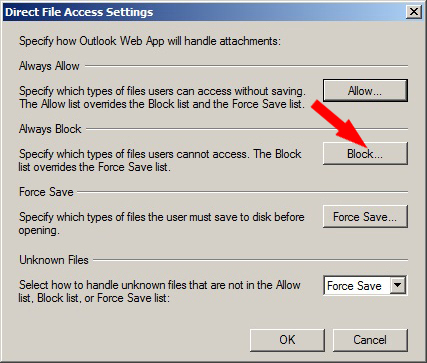 Direct File Access Settings
Specify how Outlook Web App will handle attachments:
Always Allow
Specify which types of files users can access without saving.
The Allow list overrides the Block list and the Force Save list.
Allow...
Always Block
Specify which types of files users cannot access. The Block
list overrides the Force Save list.
Block...
Force Save
Specify which types of files the user must save to disk before
opening.
Force Save...
Unknown Files
Select how to handle unknown files that are not in the Allow
list, Block list, or Force Save list:
Force Save
OK
Cancel